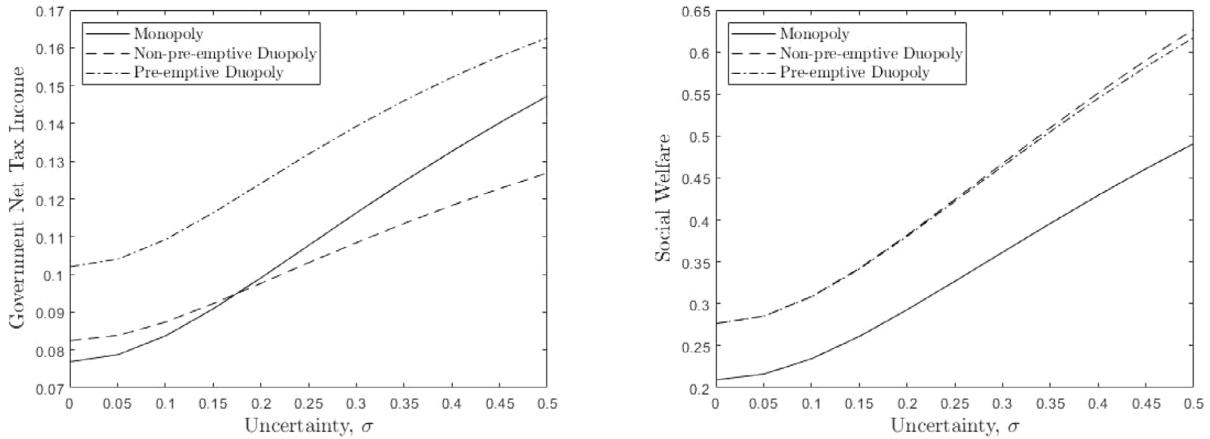 Government Net Tax Income
0.17
0.16
0.15
0.14
0.13
0.12
0.11
0.1
0.09
0.08
0.07
Monopoly
Non-pre-emptive Duopoly
Pre-emptive Duopoly
0 0.05 0.1 0.15 0.2 0.25 0.3 0.35 0.4 0.45 0.5
Uncertainty, σ
Social Welfare
0.65
0.6
0.55
0.5
0.45
0.4
0.35
0.3
0.25
0.2
Monopoly
Non-pre-emptive Duopoly
Pre-emptive Duopoly
0 0.05 0.1 0.15 0.2 0.25 0.3 0.35 0.4 0.45 0.5
Uncertainty, σ